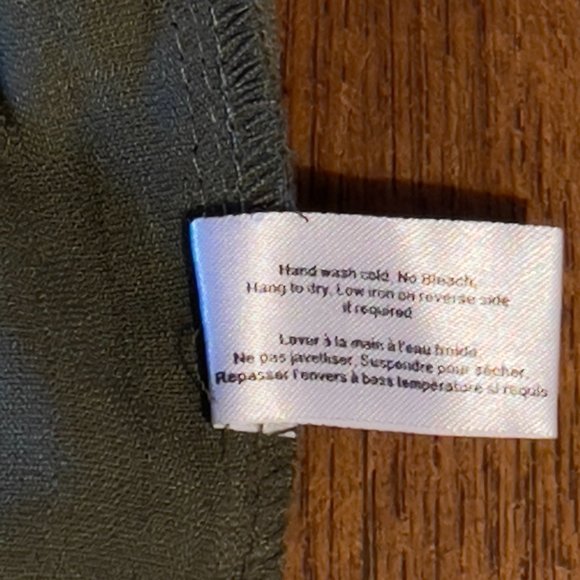 Hand wash cold, No Bleach,
Hang to dry, Low iron on reverse side
if required
Laver à la main à l'eau froide
Ne pas javelliser, Suspendre pour sécher,
Repasser l'envers à bass température si requis